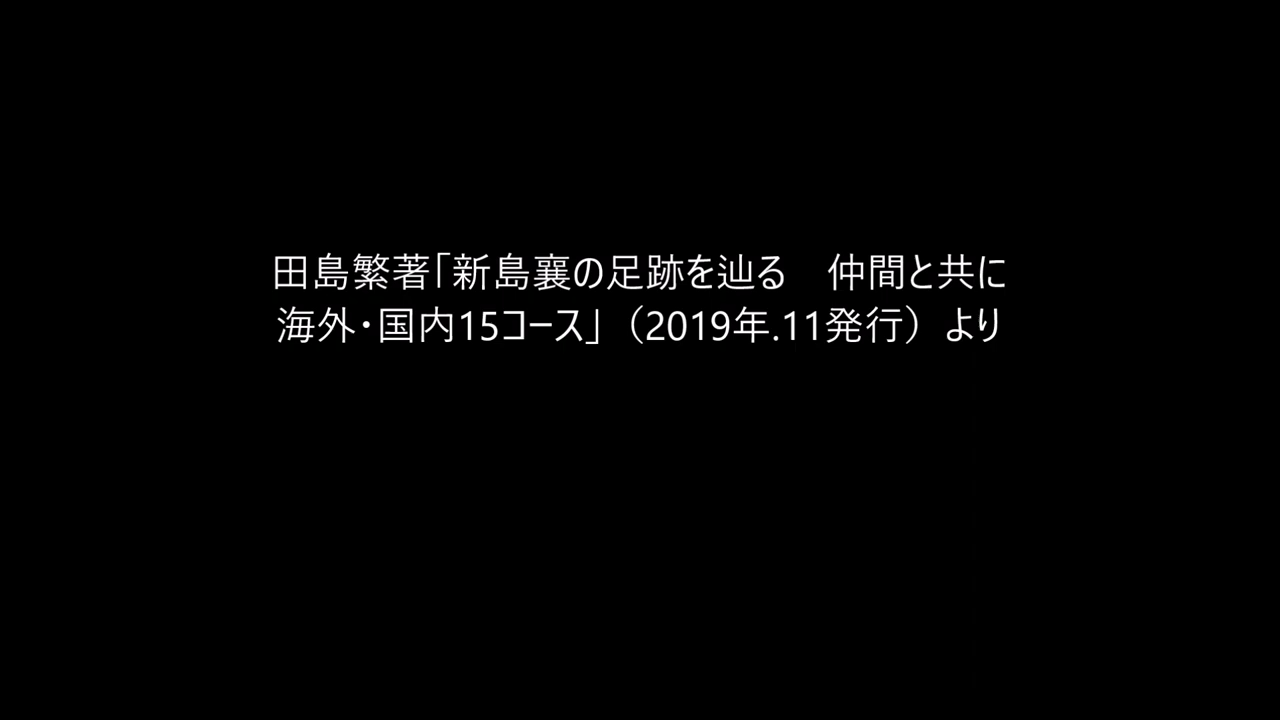 田島繁著「新島襄の足跡を辿る　仲間と共に
海外・国内15コース」（2019年.11発行）より